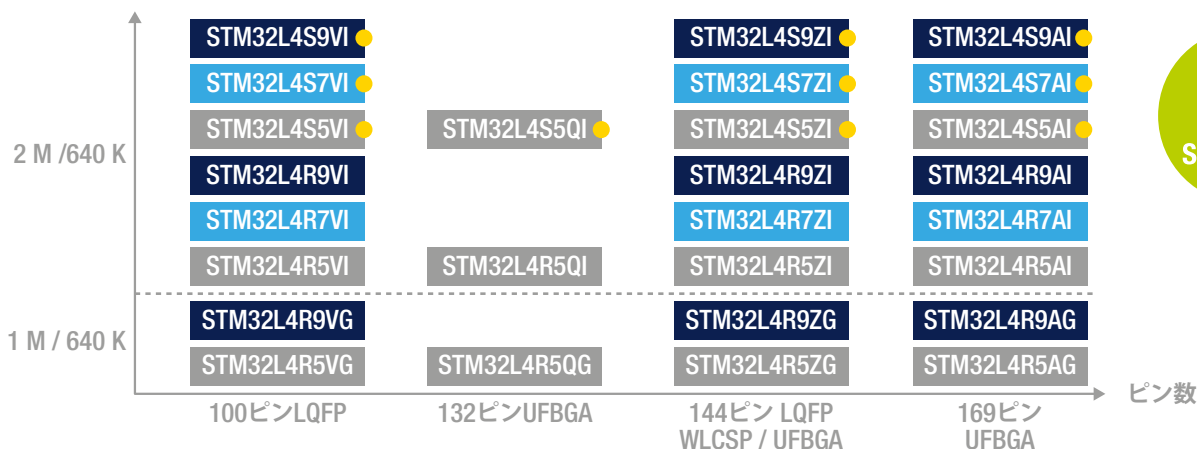 STM32L4S9VI STM32L4S9ZI STM32L4S9AI
STM32L4S7VI STM32L4S7ZI STM32L4S7AI
STM32L4S5VI STM32L4S5QI STM32L4S5ZI STM32L4S5AI
2 M /640 K
STM32L4R9VI STM32L4R9ZI STM32L4R9AI
STM32L4R7VI STM32L4R7ZI STM32L4R7AI
STM32L4R5VI STM32L4R5QI STM32L4R5ZI STM32L4R5AI
STM32L4R9VG STM32L4R9ZG STM32L4R9AG
1 M / 640 K
STM32L4R5VG STM32L4R5QG STM32L4R5ZG STM32L4R5AG
ピン数
100ピンLQFP 132ピンUFBGA 144ピン LQFP 169ピン
WLCSP / UFBGA UFBGA